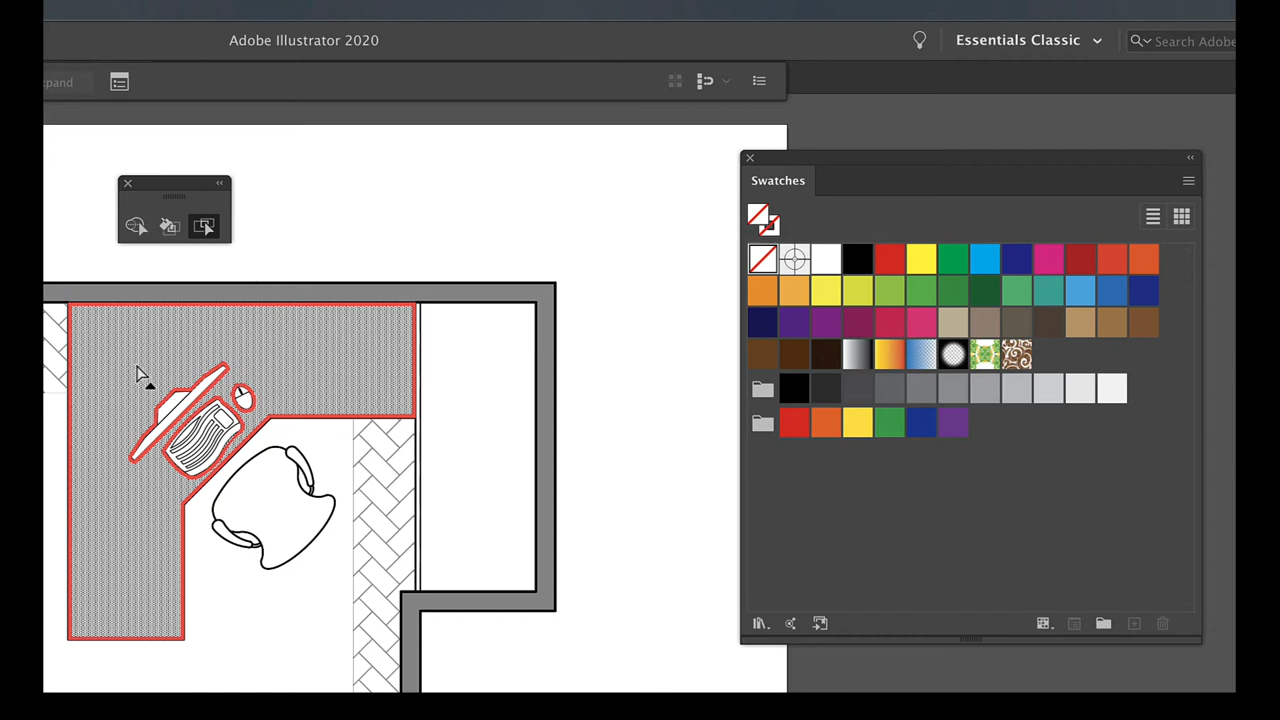 Adobe Illustrator 2020
Essentials Classic
Search Adobe
pand
Swatches